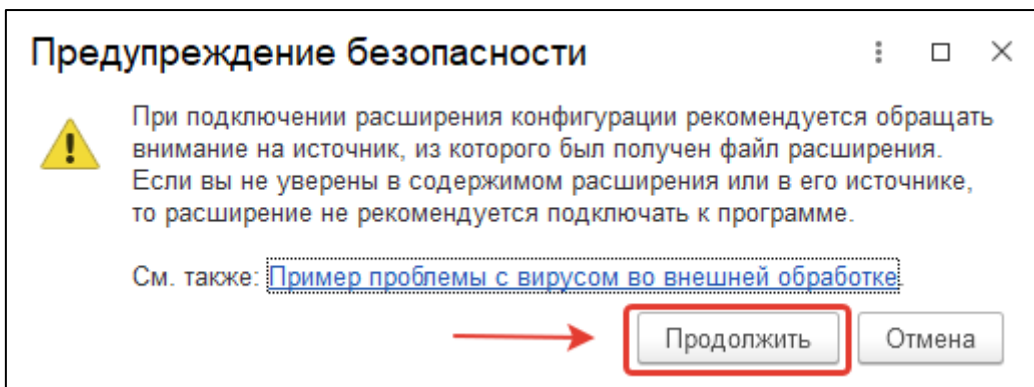 Предупреждение безопасности
При подключении расширения конфигурации рекомендуется обращать
внимание на источник, из которого был получен файл расширения.
Если вы не уверены в содержимом расширения или в его источнике,
то расширение не рекомендуется подключать к программе.
См. также: Пример проблемы с вирусом во внешней обработке.
Продолжить Отмена